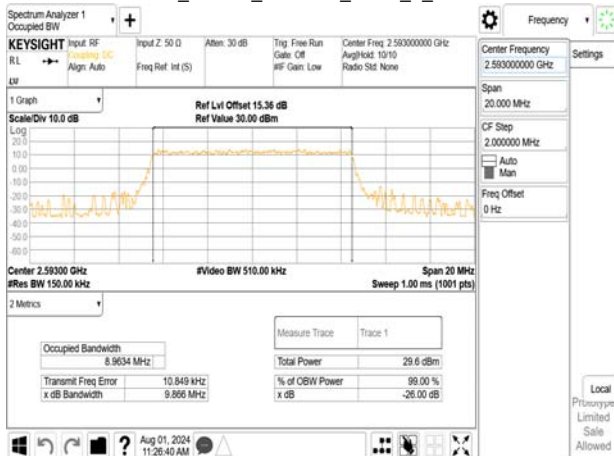 Spectrum Analyzer 1
Occupied BW
Frequency
KEYSIGHT
RL
Input: RF
Coupling: DC
Align: Auto
Input Z: 50 Ω
Freq Ref: Int (S)
Atten: 30 dB
Trig: Free Run
Gate: Off
#IF Gain: Low
Center Freq: 2.593000000 GHz
Avg|Hold: 10/10
Radio Std: None
Center Frequency
2.593000000 GHz
Settings
Span
20.000 MHz
CF Step
2.000000 MHz
Auto
Man
Freq Offset
0 Hz
1 Graph
Scale/Div 10.0 dB
Ref Lvl Offset 15.36 dB
Ref Value 30.00 dBm
Log
20.0
10.0
0.00
-10.0
-20.0
-30.0
-40.0
-50.0
-60.0
Center 2.59300 GHz
#Res BW 150.00 kHz
#Video BW 510.00 kHz
Span 20 MHz
Sweep 1.00 ms (1001 pts)
2 Metrics
Measure Trace
Trace 1
Occupied Bandwidth
8.9634 MHz
Total Power
29.6 dBm
Transmit Freq Error
10.849 kHz
% of OBW Power
99.00 %
x dB Bandwidth
9.866 MHz
x dB
-26.00 dB
Local
Prototype
Limited
Sale
Allowed
?
Aug 01, 2024
11:26:40 AM